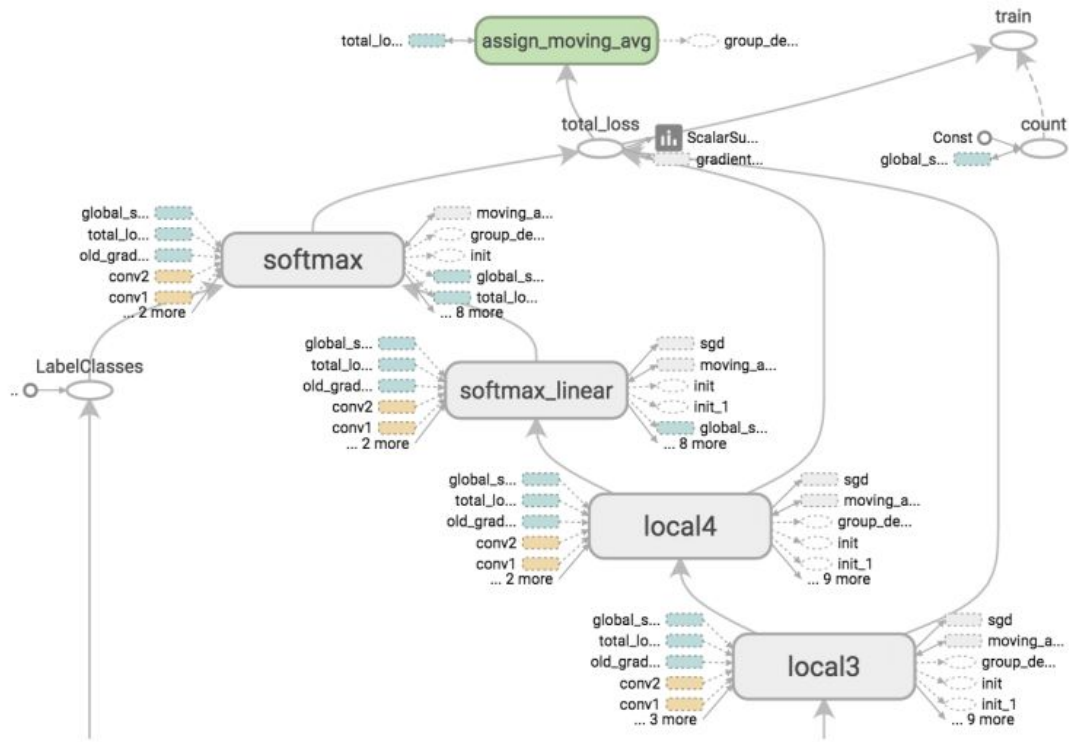 train
total_lo...
assign_moving_avg
group_de...
total_loss
ScalarSu...
gradient...
Const
count
global_s...
global_s...
total_lo...
old_grad...
conv2
conv1
... 2 more
softmax
moving_a...
group_de...
init
global_s...
total_lo...
... 8 more
LabelClasses
..
global_s...
total_lo...
old_grad...
conv2
conv1
... 2 more
softmax_linear
sgd
moving_a...
init
init_1
global_s...
... 8 more
global_s...
total_lo...
old_grad...
conv2
conv1
... 2 more
local4
sgd
moving_a...
group_de...
init
init_1
... 9 more
global_s...
total_lo...
old_grad...
conv2
conv1
... 3 more
local3
sgd
moving_a...
group_de...
init
init_1
... 9 more